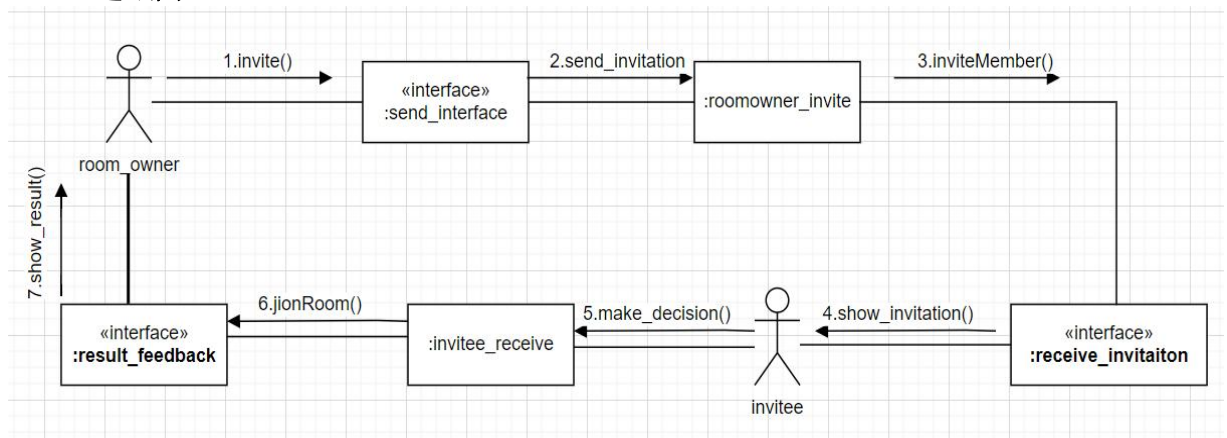 1.invite()
2.send_invitation
3.inviteMember()
«interface»
:send_interface
:roomowner_invite
room_owner
7.show_result()
6.jionRoom()
5.make_decision()
4.show_invitation()
«interface»
:result_feedback
:invitee_receive
«interface»
:receive_invitaiton
invitee